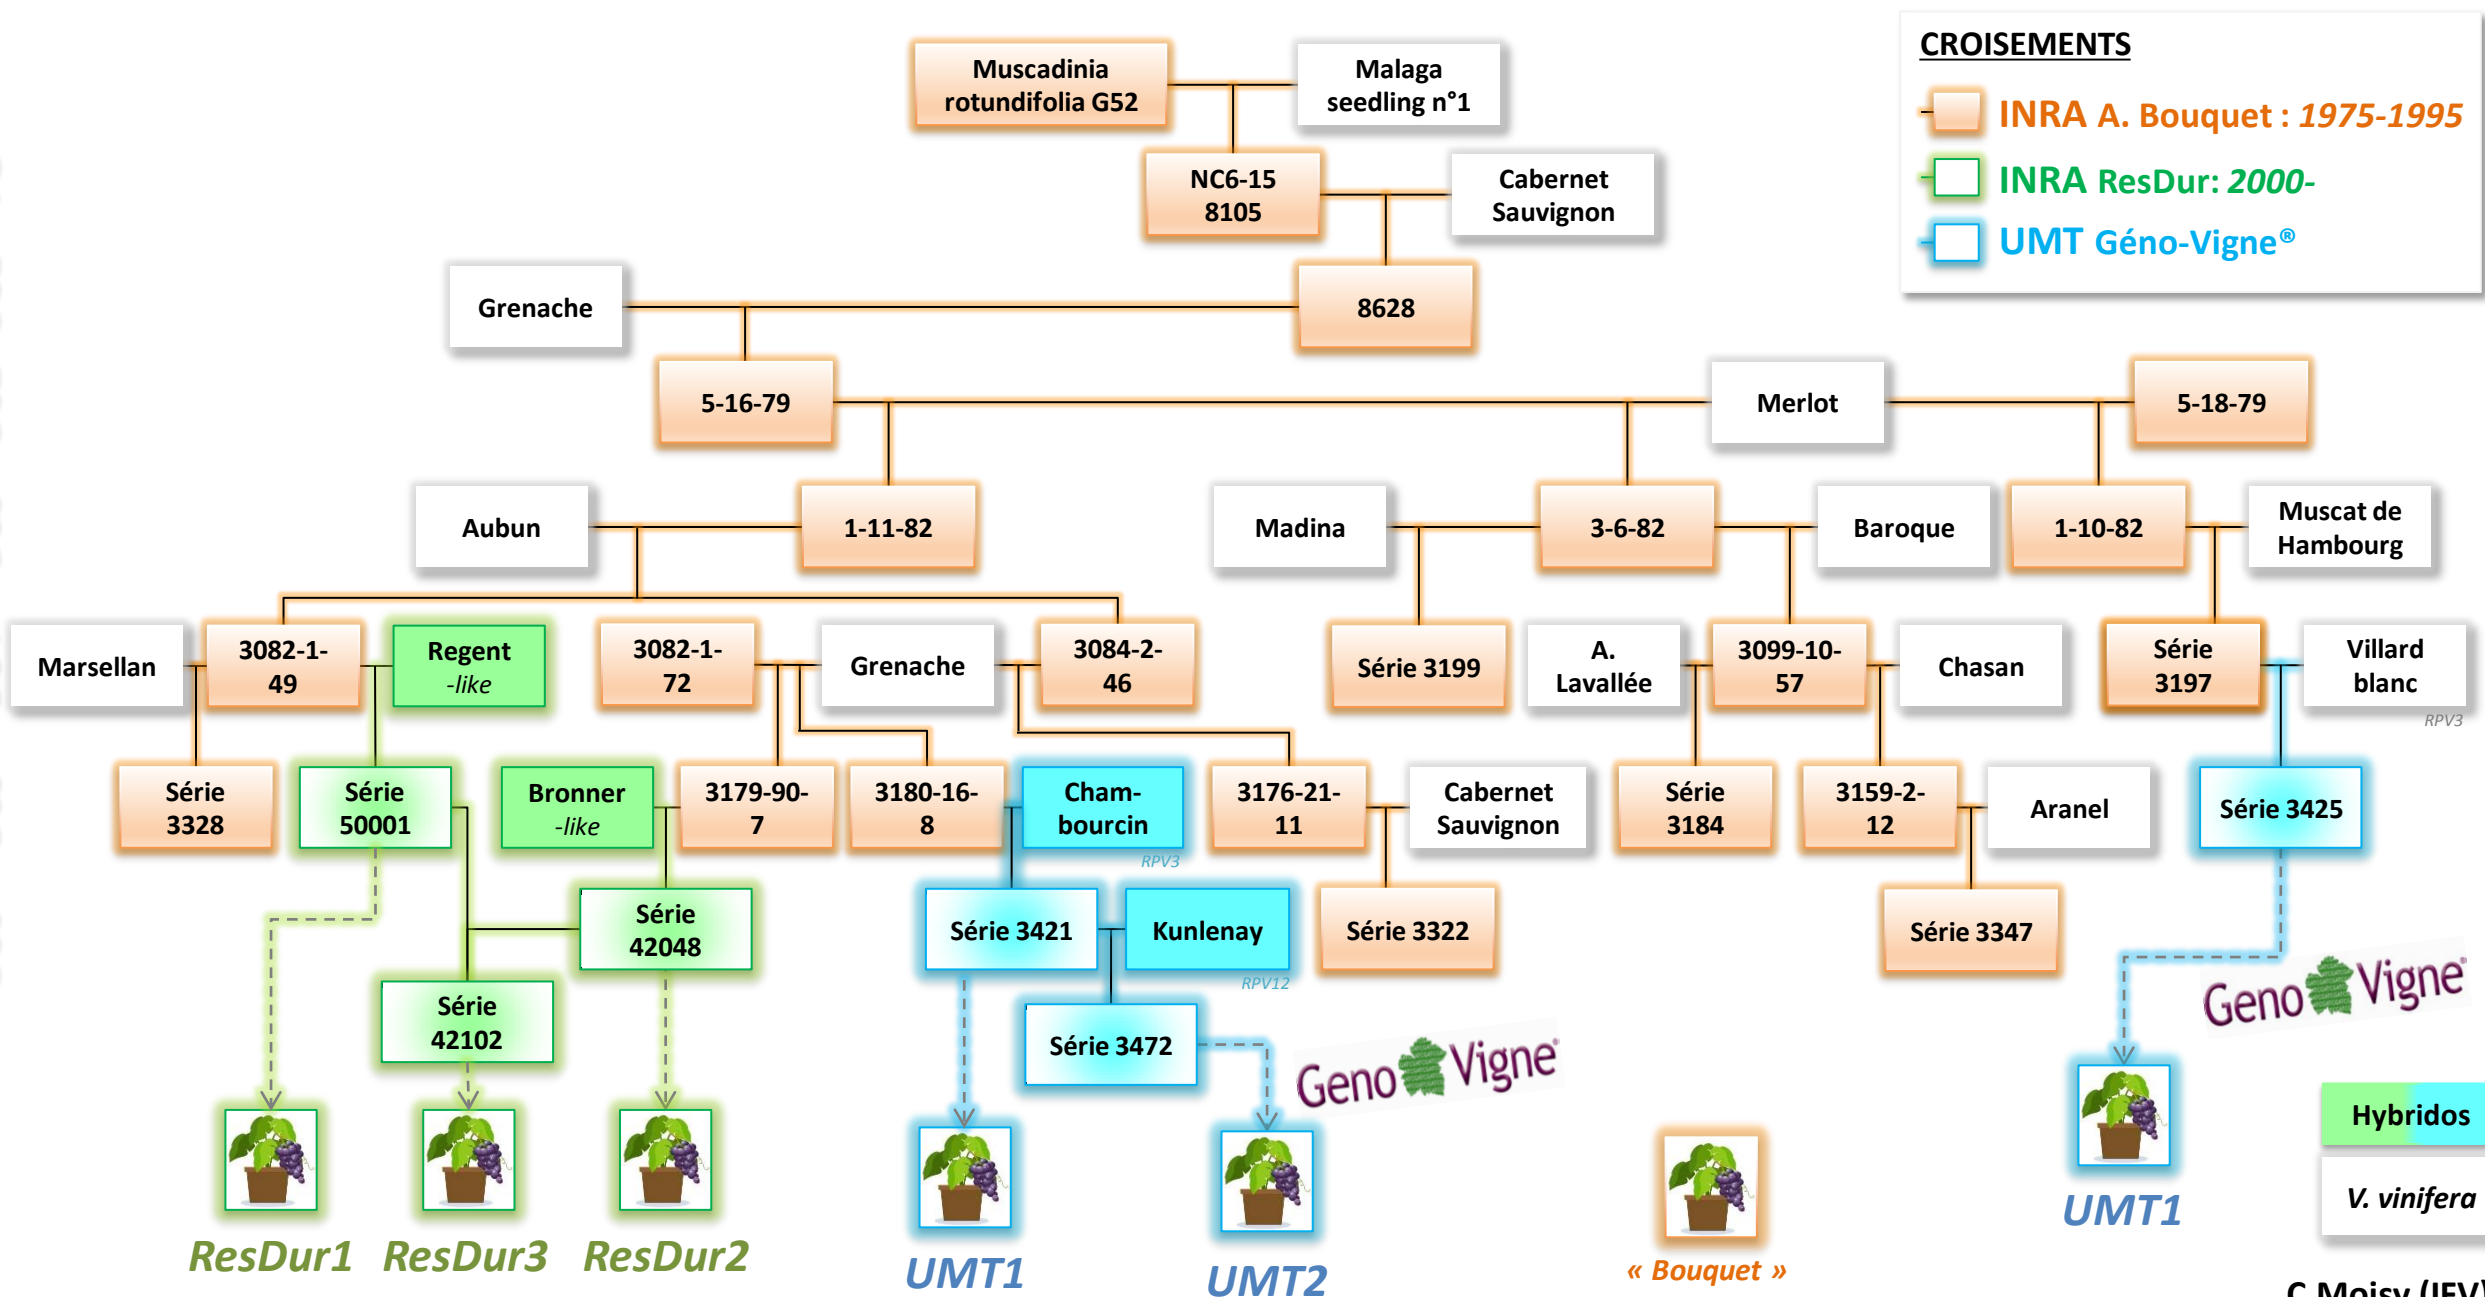 CROISEMENTS
INRA A. Bouquet : 1975-1995
INRA ResDur: 2000-
UMT Géno-Vigne®
Muscadinia
rotundifolia G52
Malaga
seedling n°1
NC6-15
8105
Cabernet
Sauvignon
Grenache
8628
5-16-79
Merlot
5-18-79
Aubun
1-11-82
Madina
3-6-82
Baroque
1-10-82
Muscat de
Hambourg
Marsellan
3082-1-
49
Regent
-like
3082-1-
72
Grenache
3084-2-
46
Série 3199
A.
Lavallée
3099-10-
57
Chasan
Série
3197
Villard
blanc
RPV3
Série
3328
Série
50001
Bronner
-like
3179-90-
7
3180-16-
8
Cham-
bourcin
RPV3
3176-21-
11
Cabernet
Sauvignon
Série
3184
3159-2-
12
Aranel
Série 3425
Série
42048
Série 3421
Kunlenay
RPV12
Série 3322
Série 3347
Série
42102
Série 3472
Geno Vigne®
Geno Vigne®
ResDur1
ResDur3
ResDur2
UMT1
UMT2
« Bouquet »
UMT1
Hybridos
V. vinifera
C Moisy (IFV)